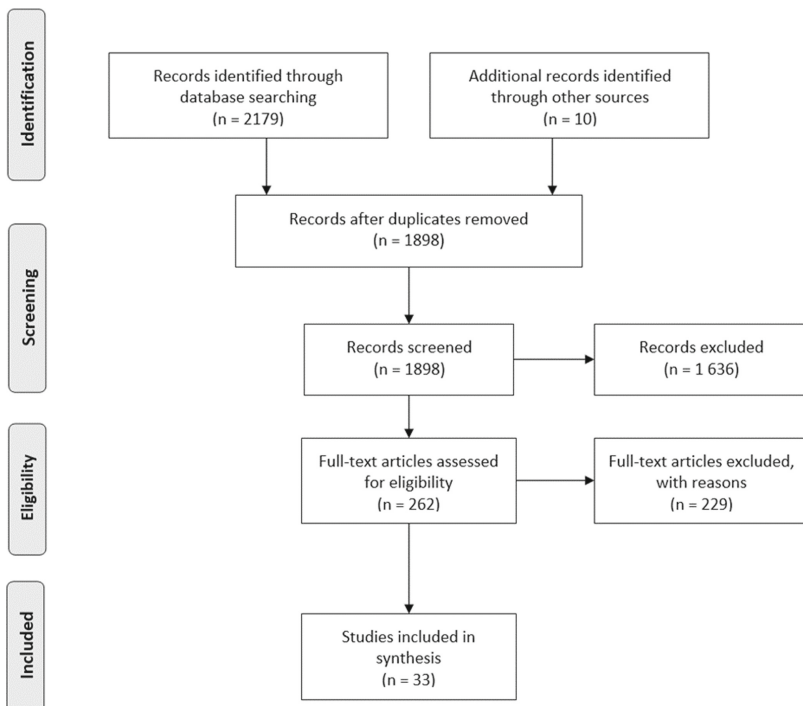 Identification
Records identified through
database searching
(n = 2179)
Additional records identified
through other sources
(n = 10)
Records after duplicates removed
(n = 1898)
Screening
Records screened
(n = 1898)
Records excluded
(n = 1 636)
Eligibility
Full-text articles assessed
for eligibility
(n = 262)
Full-text articles excluded,
with reasons
(n = 229)
Included
Studies included in
synthesis
(n = 33)